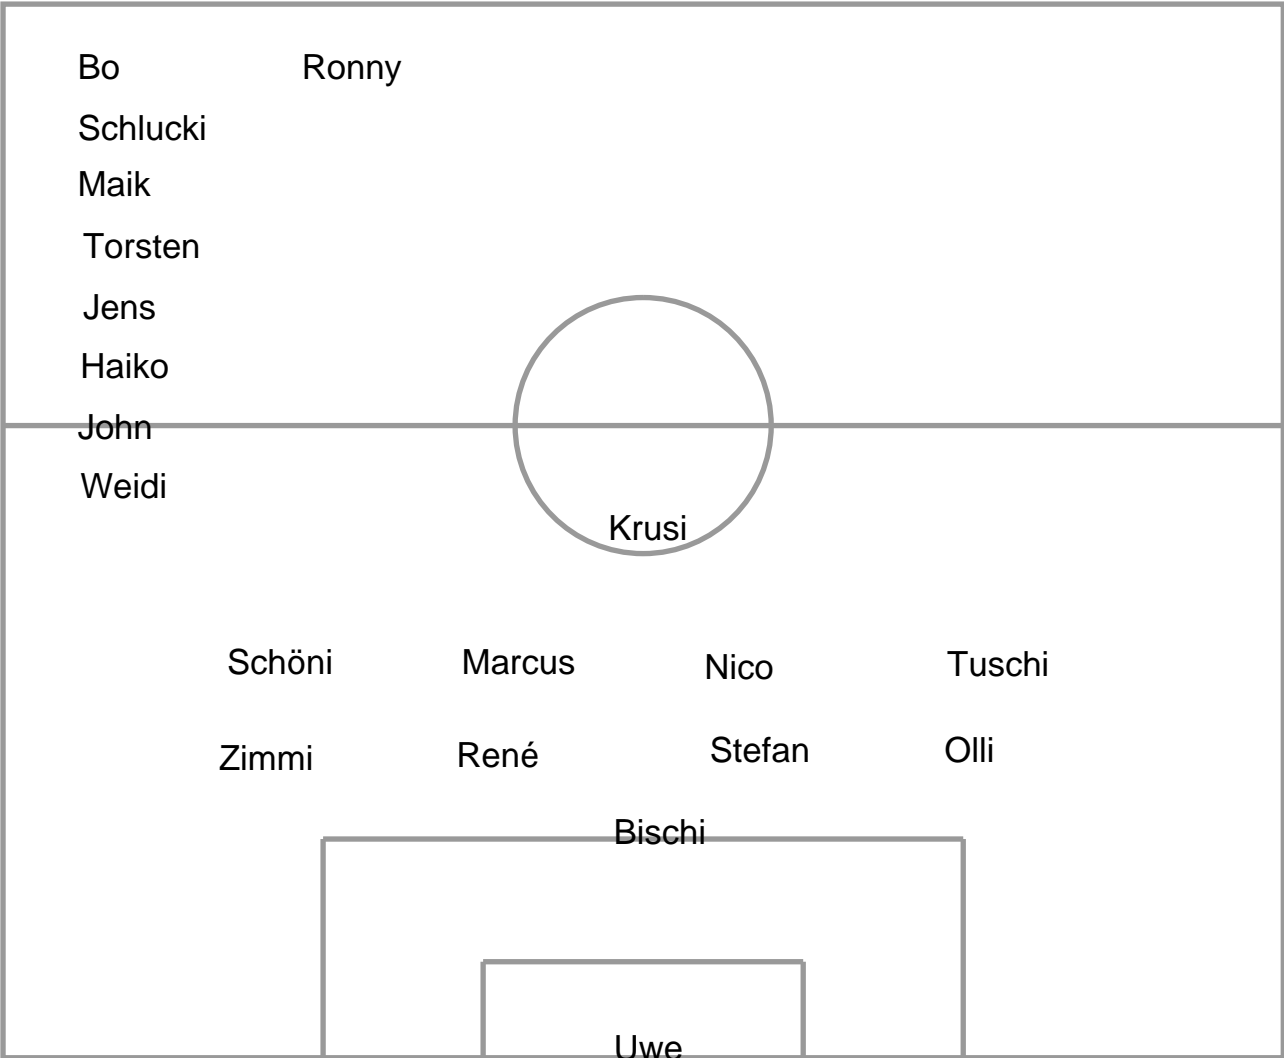 Bo Ronny
Schlucki
Maik
Torsten
Jens
Haiko
John
Weidi
Krusi
Schöni Marcus Nico Tuschi
Zimmi René Stefan Olli
Bischi
Uwe